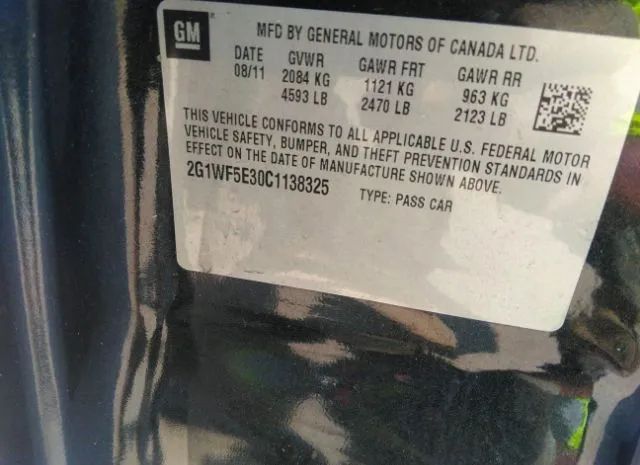 GM
MFD BY GENERAL MOTORS OF CANADA LTD.
DATE GVWR GAWR FRT GAWR RR
08/11 2084 KG 1121 KG 963 KG
4593 LB 2470 LB 2123 LB
THIS VEHICLE CONFORMS TO ALL APPLICABLE U.S. FEDERAL MOTOR
VEHICLE SAFETY, BUMPER, AND THEFT PREVENTION STANDARDS IN
EFFECT ON THE DATE OF MANUFACTURE SHOWN ABOVE.
2G1WF5E30C1138325 TYPE: PASS CAR